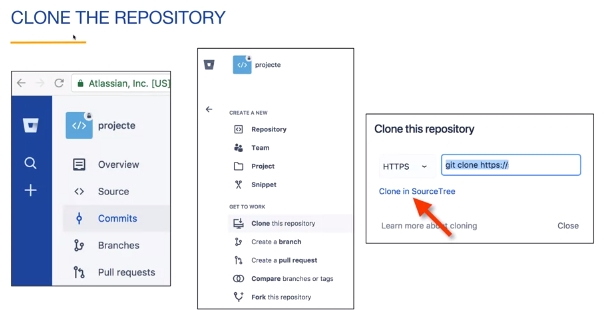 CLONE THE REPOSITORY
Atlassian, Inc. [US]
projecte
Overview
Source
Commits
Branches
Pull requests
projecte
CREATE A NEW
Repository
Team
Project
Snippet
GET TO WORK
Clone this repository
Create a branch
Create a pull request
Compare branches or tags
Fork this repository
Clone this repository
HTTPS git clone https://
Clone in SourceTree
Learn more about cloning Close